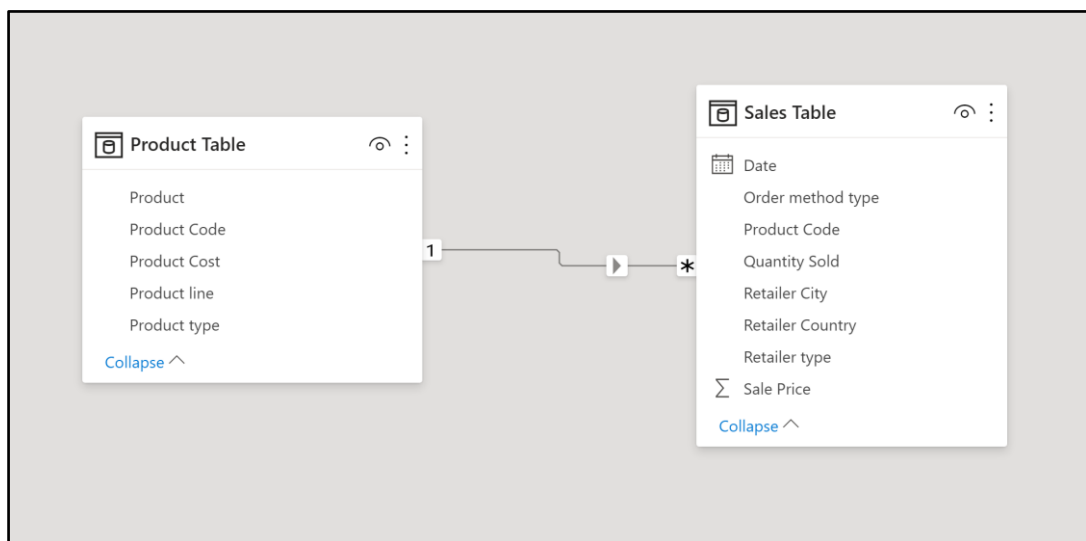 Product Table
Product
Product Code
Product Cost
Product line
Product type
Collapse
1
*
Sales Table
Date
Order method type
Product Code
Quantity Sold
Retailer City
Retailer Country
Retailer type
Σ Sale Price
Collapse